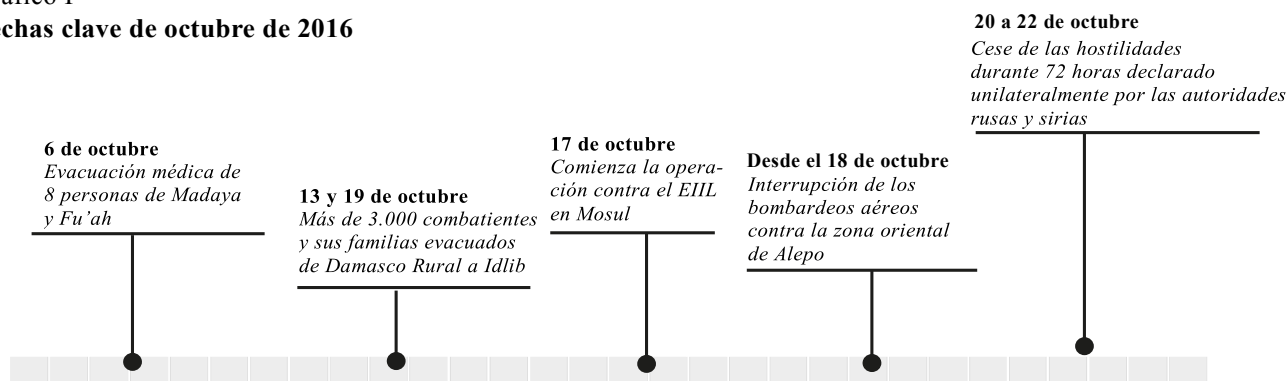 echas clave de octubre de 2016
6 de octubre
Evacuación médica de
8 personas de Madaya
y Fu’ah
13 y 19 de octubre
Más de 3.000 combatientes
y sus familias evacuados
de Damasco Rural a Idlib
17 de octubre
Comienza la opera-
ción contra el EIIL
en Mosul
Desde el 18 de octubre
Interrupción de los
bombardeos aéreos
contra la zona oriental
de Alepo
20 a 22 de octubre
Cese de las hostilidades
durante 72 horas declarado
unilateralmente por las autoridades
rusas y sirias